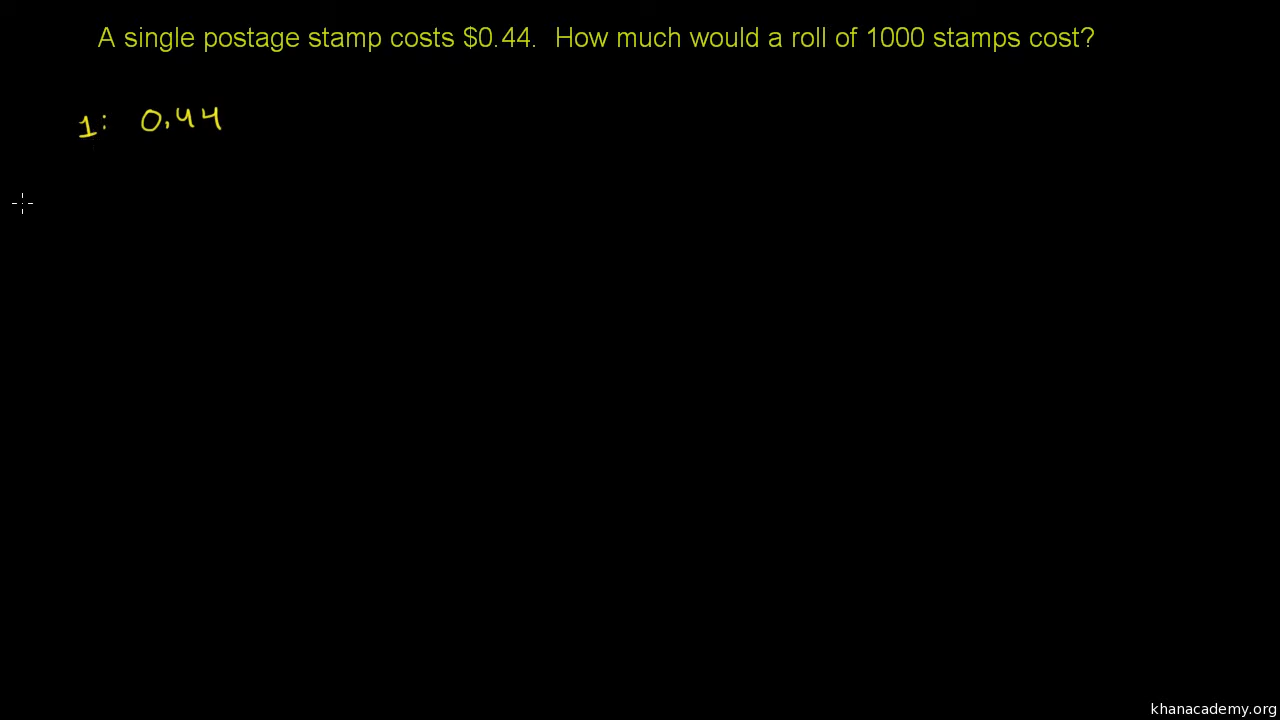 A single postage stamp costs $0.44. How much would a roll of 1000 stamps cost?
1: 0.44
khanacademy.org